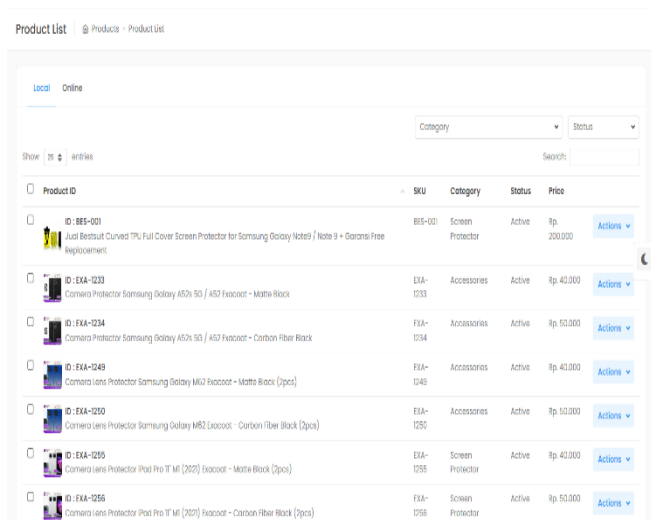 Product List
Products - Product List
Local Online
Category
Status
Show 25 entries
Search:
Product ID SKU Category Status Price
ID : BES-001
Jual Bestsuit Curved TPU Full Cover Screen Protector for Samsung Galaxy Note9 / Note 9 + Garansi Free
Replacement
BES-001 Screen Protector Active Rp. 200.000 Actions
ID : EXA-1233
Camera Protector Samsung Galaxy A52s 5G / A52 Exacoat - Matte Black
EXA-1233 Accessories Active Rp. 40.000 Actions
ID : EXA-1234
Camera Protector Samsung Galaxy A52s 5G / A52 Exacoat - Carbon Fiber Black
EXA-1234 Accessories Active Rp. 50.000 Actions
ID : EXA-1249
Camera Lens Protector Samsung Galaxy M62 Exacoat - Matte Black (2pcs)
EXA-1249 Accessories Active Rp. 40.000 Actions
ID : EXA-1250
Camera Lens Protector Samsung Galaxy M62 Exacoat - Carbon Fiber Black (2pcs)
EXA-1250 Accessories Active Rp. 50.000 Actions
ID : EXA-1255
Camera Lens Protector iPad Pro 11" M1 (2021) Exacoat - Matte Black (2pcs)
EXA-1255 Screen Protector Active Rp. 40.000 Actions
ID : EXA-1256
Camera Lens Protector iPad Pro 11" M1 (2021) Exacoat - Carbon Fiber Black (2pcs)
EXA-1256 Screen Protector Active Rp. 50.000 Actions